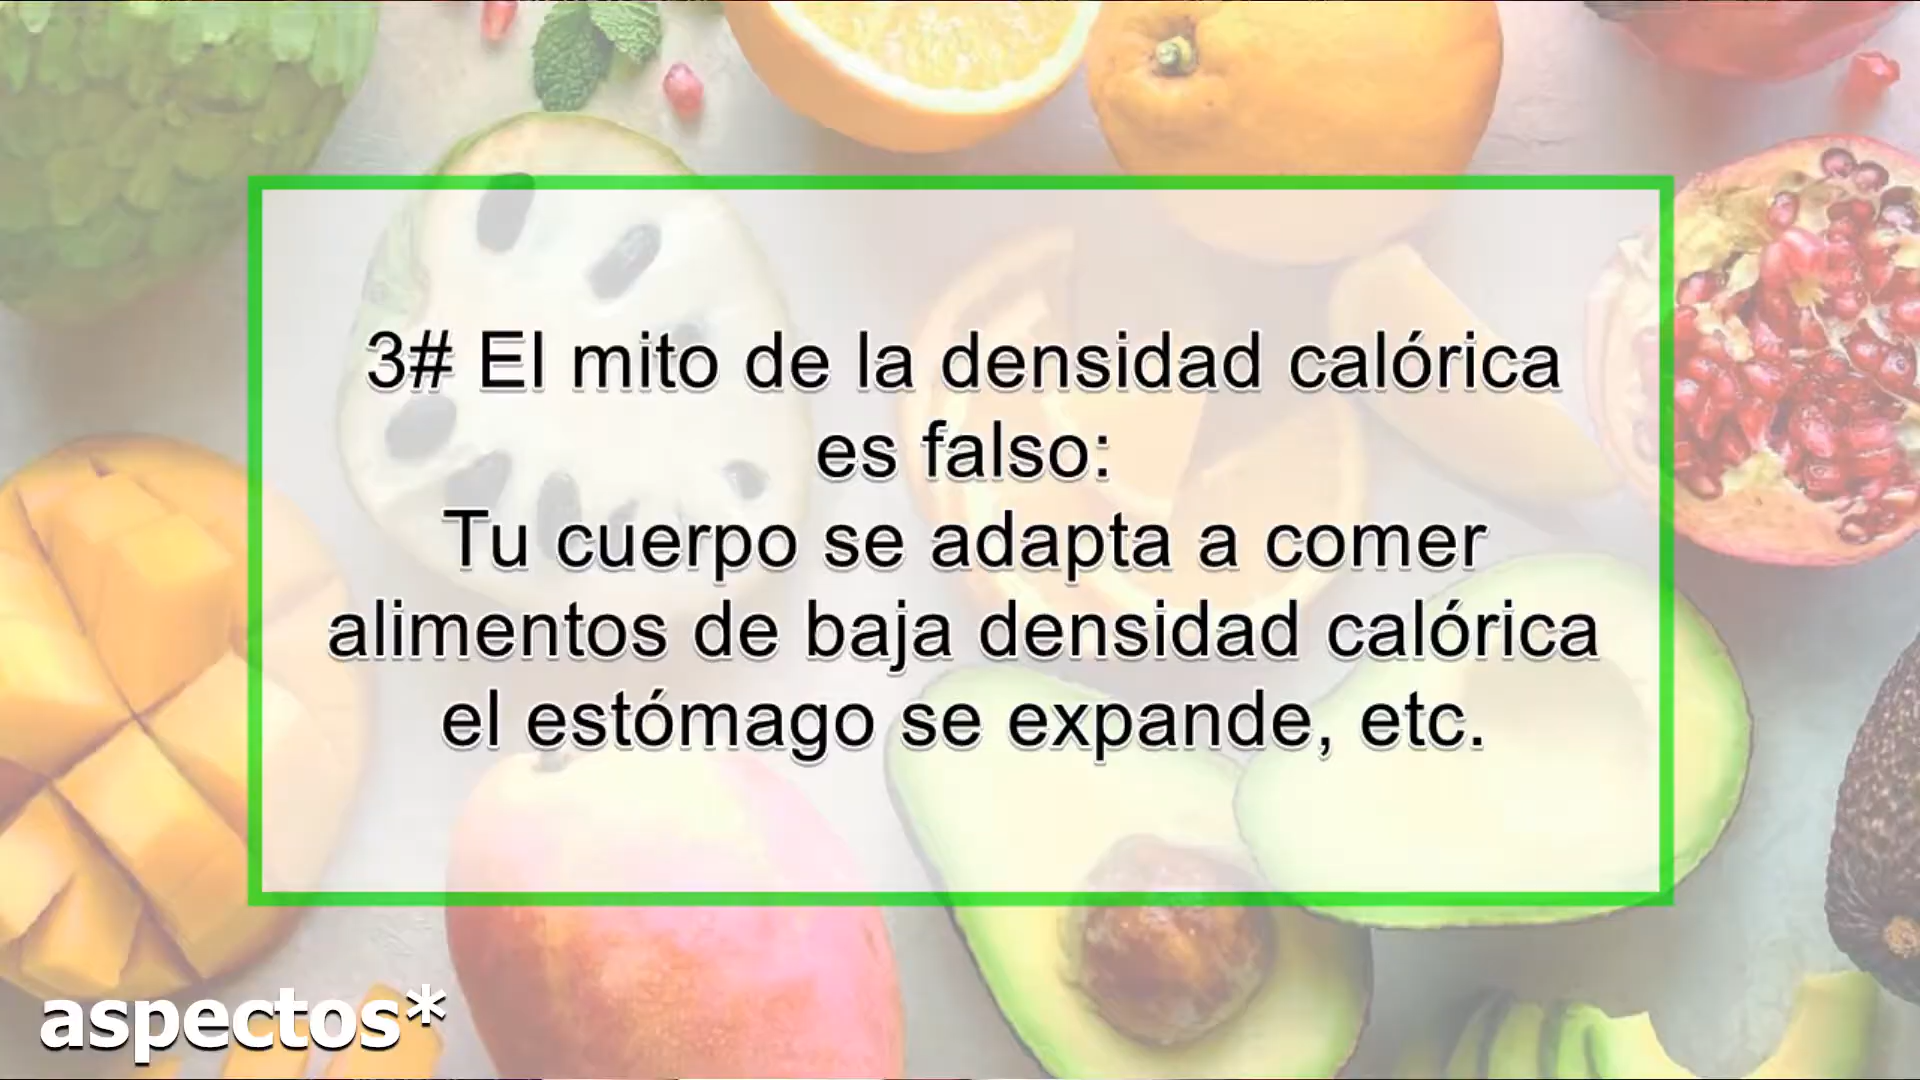 3# El mito de la densidad calórica
es falso:
Tu cuerpo se adapta a comer
alimentos de baja densidad calórica
el estómago se expande, etc.
aspectos*